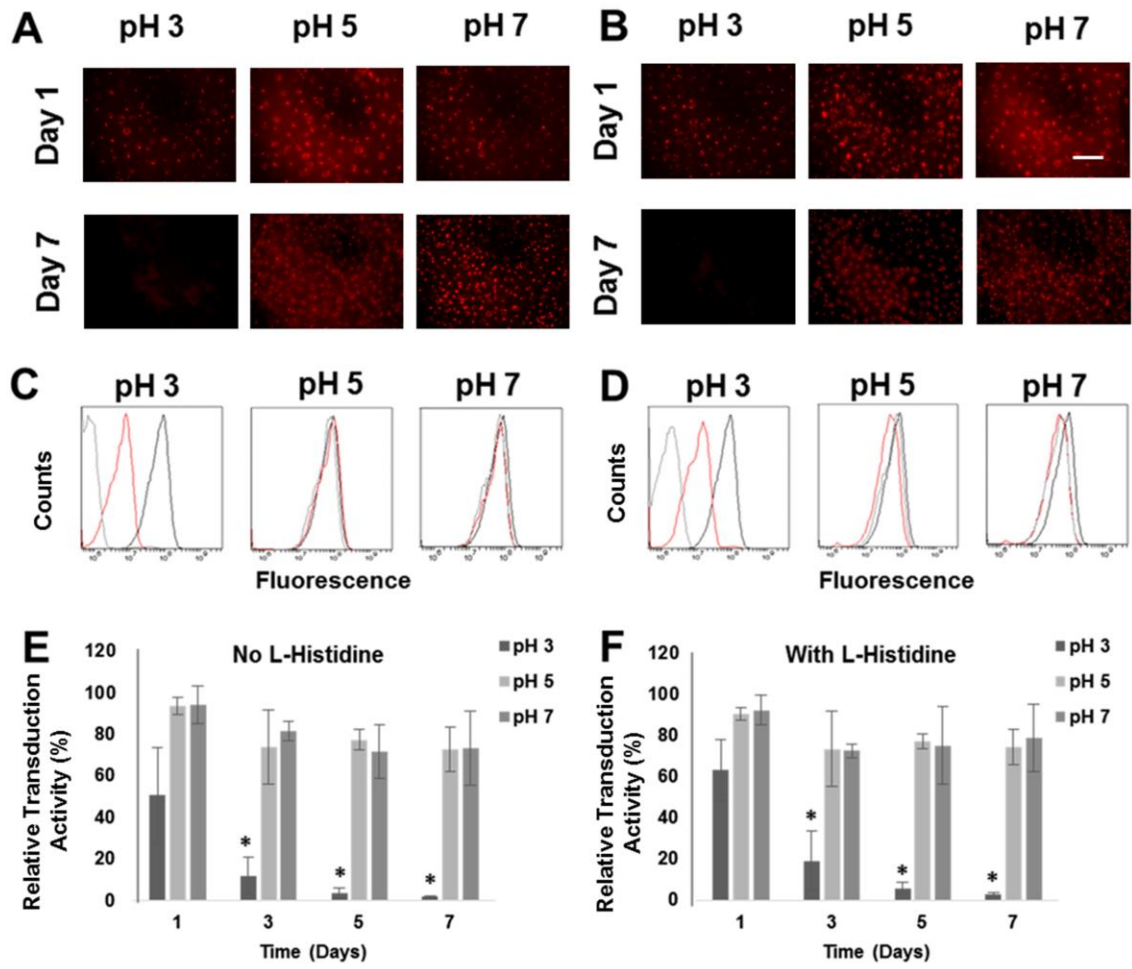 A
pH 3 pH 5 pH 7
Day 1
Day 7
B
pH 3 pH 5 pH 7
Day 1
Day 7
C
pH 3 pH 5 pH 7
Counts
Fluorescence
D
pH 3 pH 5 pH 7
Counts
Fluorescence
E
No L-Histidine
120
100
80
60
40
20
0
Relative Transduction
Activity (%)
* * *
1 3 5 7
Time (Days)
pH 3
pH 5
pH 7
F
With L-Histidine
120
100
80
60
40
20
0
Relative Transduction
Activity (%)
* * *
1 3 5 7
Time (Days)
pH 3
pH 5
pH 7